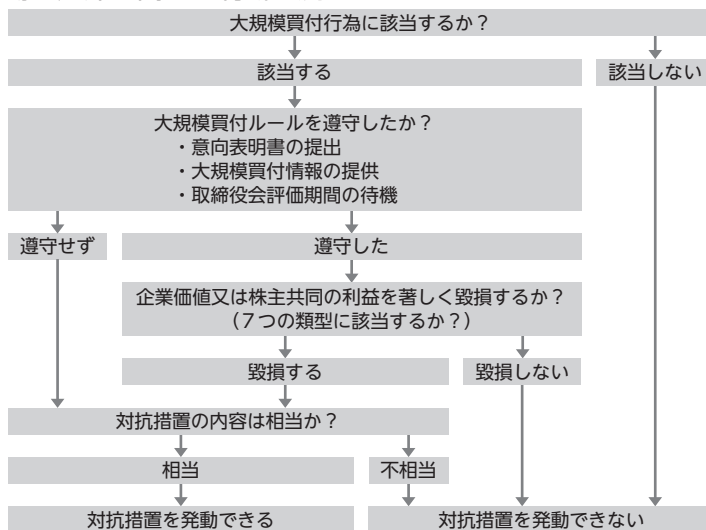 大規模買付行為に該当するか？
該当する
該当しない
大規模買付ルールを遵守したか？
・意向表明書の提出
・大規模買付情報の提供
・取締役会評価期間の待機
遵守せず
遵守した
企業価値又は株主共同の利益を著しく毀損するか？
（７つの類型に該当するか？）
毀損する
毀損しない
対抗措置の内容は相当か？
相当
不相当
対抗措置を発動できる
対抗措置を発動できない